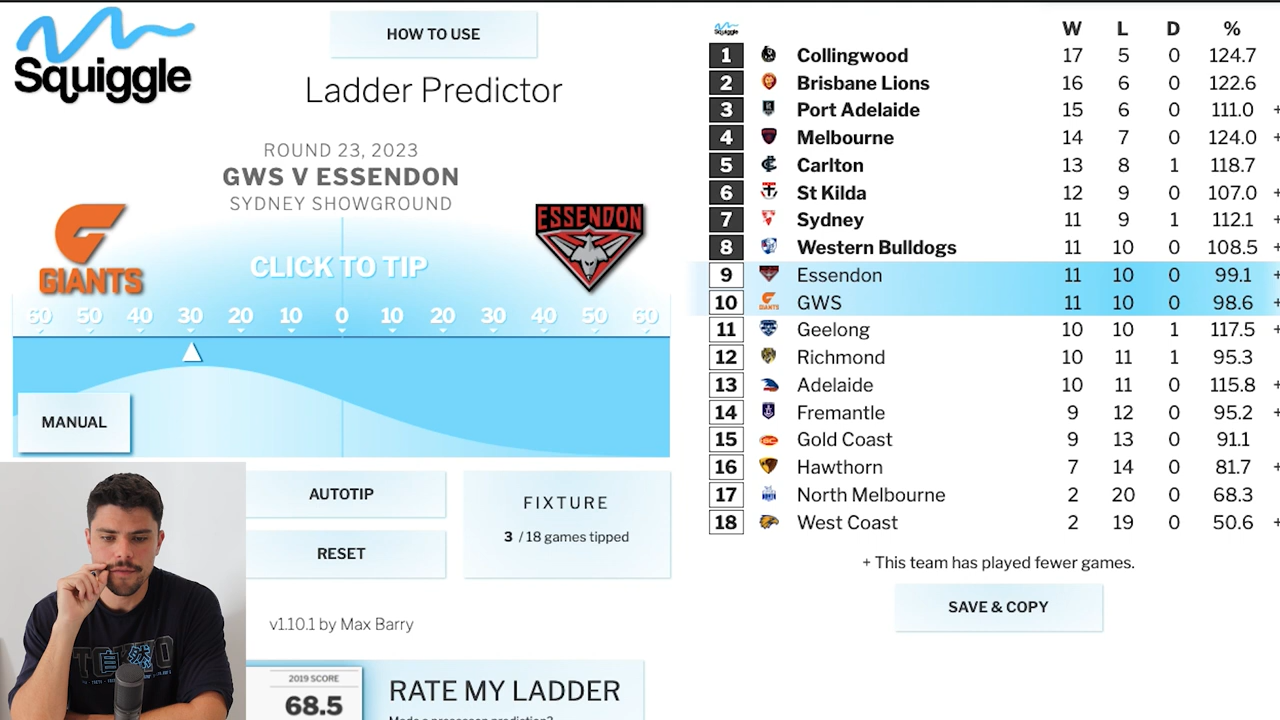 Squiggle
HOW TO USE
Ladder Predictor
ROUND 23, 2023
GWS V ESSENDON
SYDNEY SHOWGROUND
GIANTS
ESSENDON
CLICK TO TIP
60 50 40 30 20 10 0 10 20 30 40 50 60
MANUAL
AUTOTIP
RESET
FIXTURE
3 / 18 games tipped
v1.10.1 by Max Barry
2019 SCORE
68.5
RATE MY LADDER
Squiggle W L D %
1 Collingwood 17 5 0 124.7
2 Brisbane Lions 16 6 0 122.6
3 Port Adelaide 15 6 0 111.0 +
4 Melbourne 14 7 0 124.0 +
5 Carlton 13 8 1 118.7
6 St Kilda 12 9 0 107.0 +
7 Sydney 11 9 1 112.1 +
8 Western Bulldogs 11 10 0 108.5 +
9 Essendon 11 10 0 99.1 +
10 GWS 11 10 0 98.6 +
11 Geelong 10 10 1 117.5 +
12 Richmond 10 11 1 95.3
13 Adelaide 10 11 0 115.8 +
14 Fremantle 9 12 0 95.2 +
15 Gold Coast 9 13 0 91.1
16 Hawthorn 7 14 0 81.7 +
17 North Melbourne 2 20 0 68.3
18 West Coast 2 19 0 50.6 +
+ This team has played fewer games.
SAVE & COPY